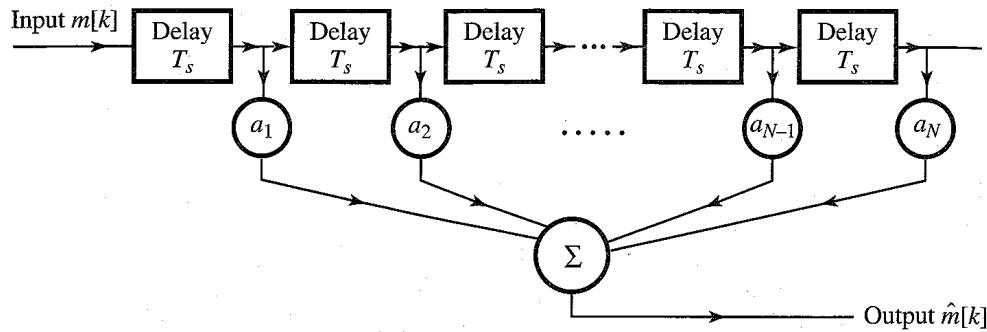 Input m[k]
Delay
T_s
Delay
T_s
Delay
T_s
...
Delay
T_s
Delay
T_s
a_1
a_2
.....
a_{N-1}
a_N
Σ
Output m̂[k]